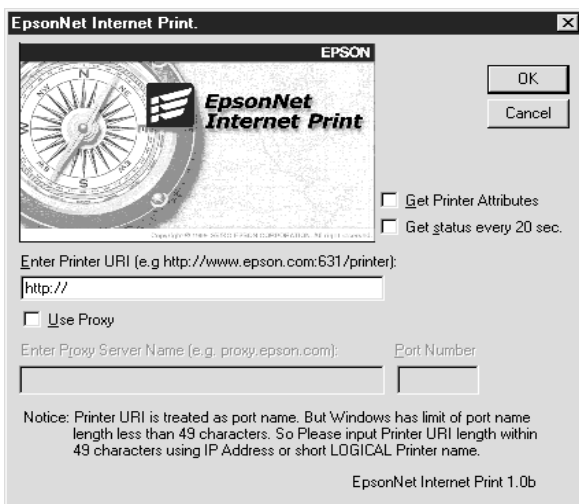 EpsonNet Internet Print.
EPSON
EpsonNet
Internet Print
N
NE
E
S
W
NW
OK
Cancel
Get Printer Attributes
Get status every 20 sec.
Enter Printer URI (e.g http://www.epson.com:631/printer):
http://
Use Proxy
Enter Proxy Server Name (e.g. proxy.epson.com):
Port Number
Notice: Printer URI is treated as port name. But Windows has limit of port name
length less than 49 characters. So Please input Printer URI length within
49 characters using IP Address or short LOGICAL Printer name.
EpsonNet Internet Print 1.0b